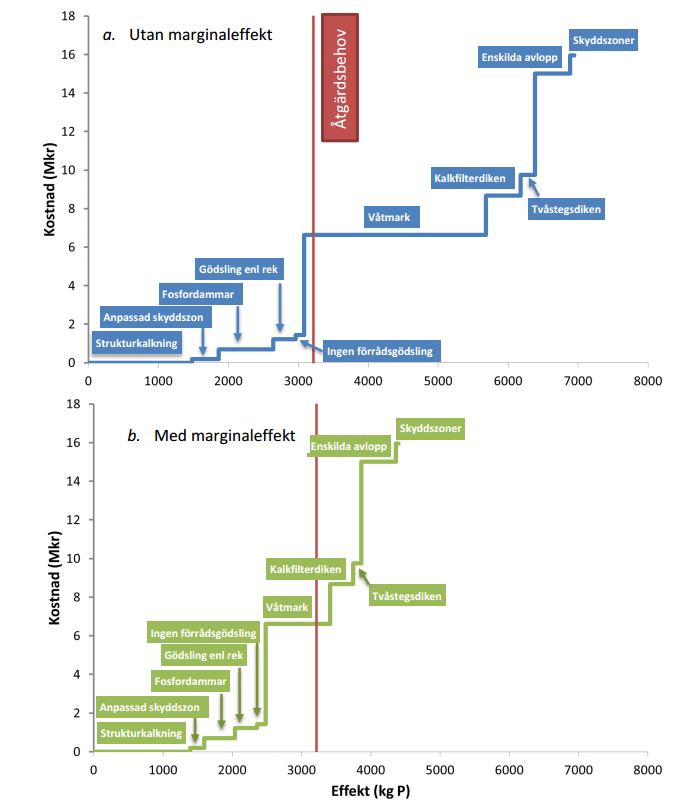 a. Utan marginaleffekt
Åtgärdsbehov
Kostnad (Mkr)
18
16
14
12
10
8
6
4
2
0
Skyddszoner
Enskilda avlopp
Kalkfilterdiken
Tvåstegsdiken
Våtmark
Gödsling enl rek
Fosfordammar
Anpassad skyddszon
Strukturkalkning
Ingen förrådsgödsling
0 1000 2000 3000 4000 5000 6000 7000 8000
b. Med marginaleffekt
Kostnad (Mkr)
18
16
14
12
10
8
6
4
2
0
Skyddszoner
Enskilda avlopp
Kalkfilterdiken
Tvåstegsdiken
Våtmark
Ingen förrådsgödsling
Gödsling enl rek
Fosfordammar
Anpassad skyddszon
Strukturkalkning
0 1000 2000 3000 4000 5000 6000 7000 8000
Effekt (kg P)